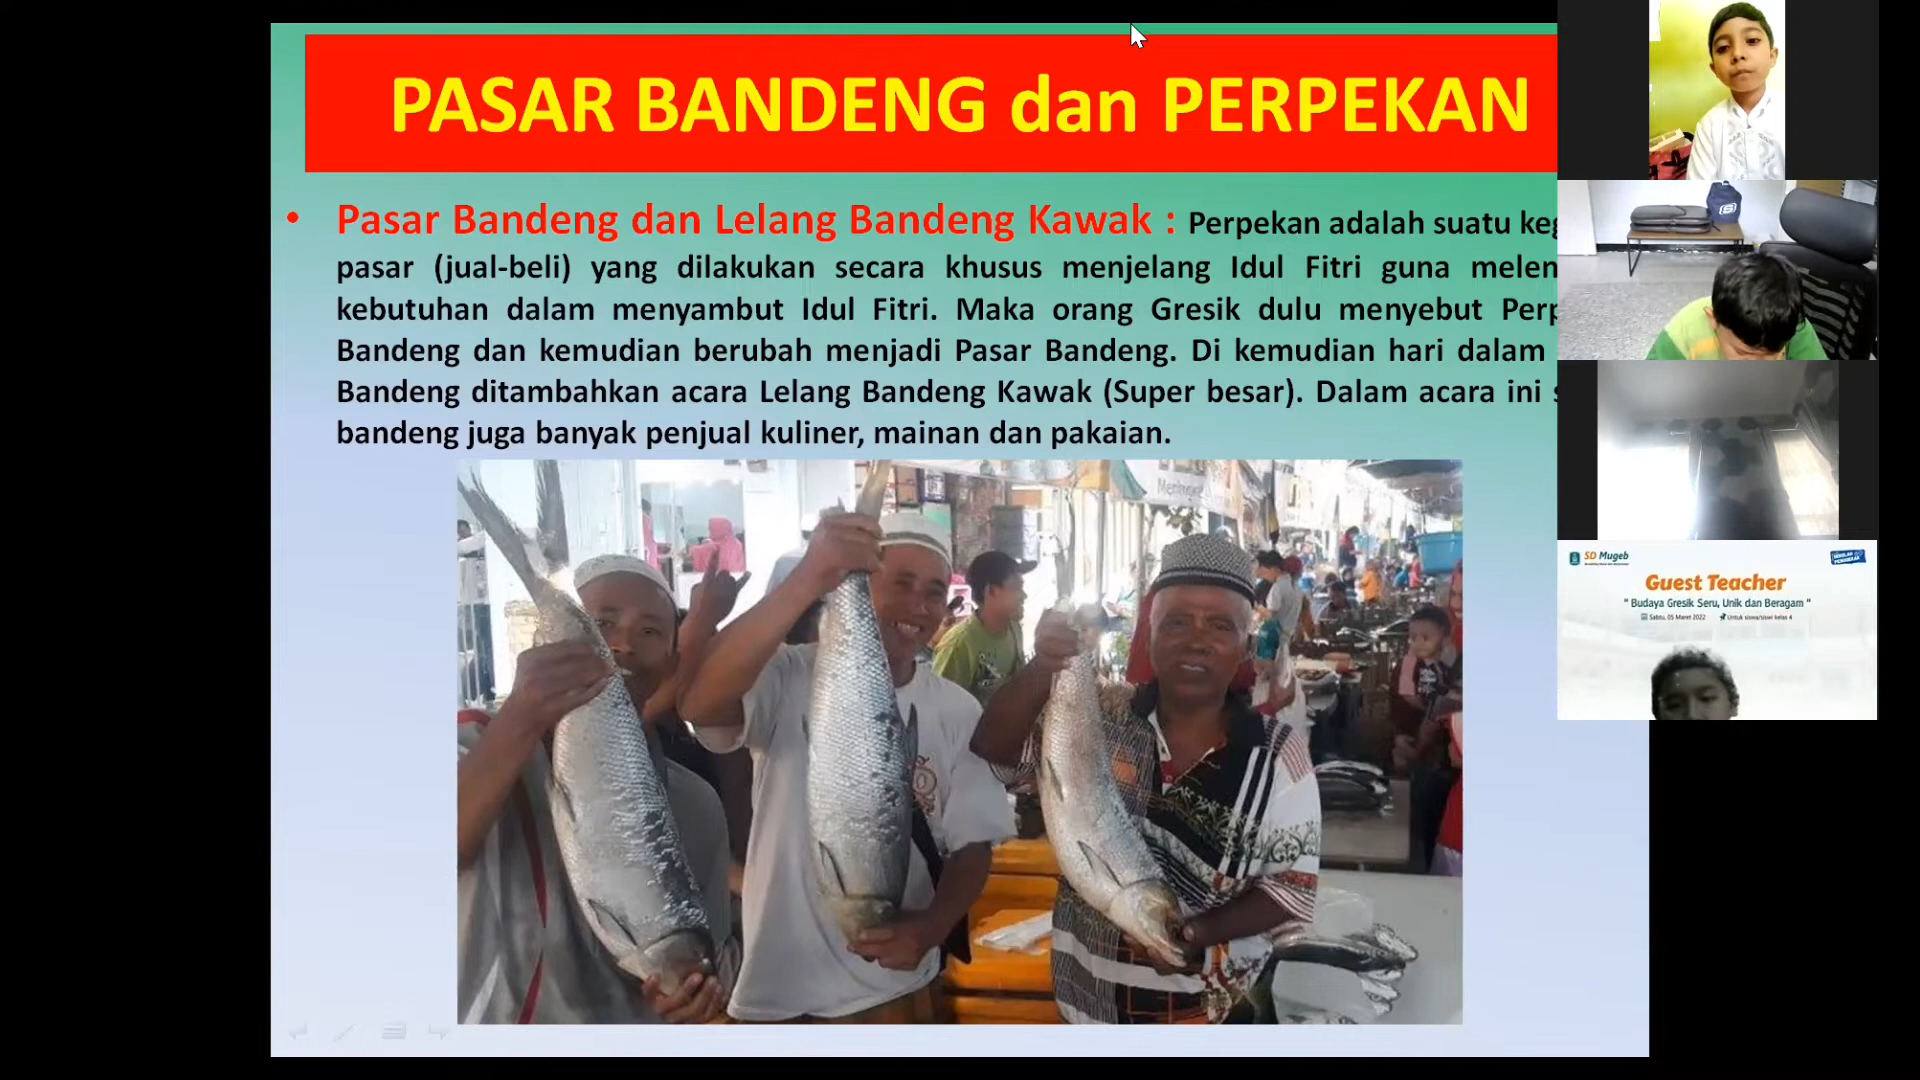 PASAR BANDENG dan PERPEKAN
• Pasar Bandeng dan Lelang Bandeng Kawak : Perpekan adalah suatu
pasar (jual-beli) yang dilakukan secara khusus menjelang Idul Fitri guna
kebutuhan dalam menyambut Idul Fitri. Maka orang Gresik dulu menyebut
Bandeng dan kemudian berubah menjadi Pasar Bandeng. Di kemudian hari dalam
Bandeng ditambahkan acara Lelang Bandeng Kawak (Super besar). Dalam acara ini
bandeng juga banyak penjual kuliner, mainan dan pakaian.
SD Mugeb
Guest Teacher
" Budaya Gresik Seru, Unik dan Beragam "
Sabtu, 05 Maret 2022 Untuk siswa/siswi kelas 4